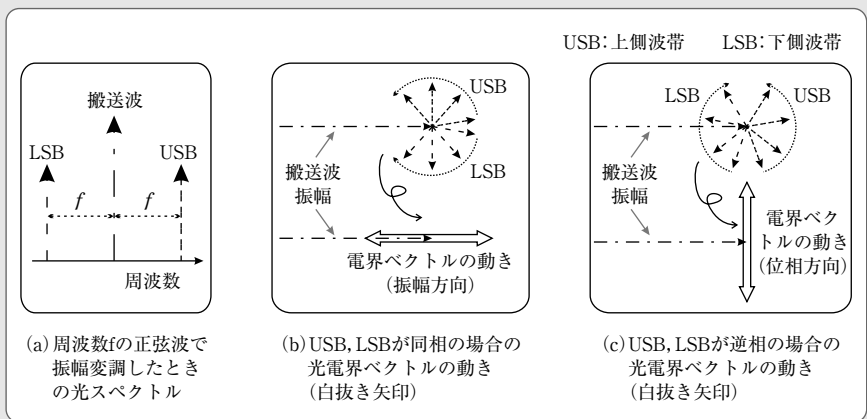 USB:上側波帯 LSB:下側波帯
搬送波
LSB
USB
f
f
周波数
(a) 周波数fの正弦波で
振幅変調したとき
の光スペクトル
USB
LSB
搬送波
振幅
電界ベクトルの動き
(振幅方向)
(b) USB, LSBが同相の場合の
光電界ベクトルの動き
(白抜き矢印)
LSB
USB
搬送波
振幅
電界ベク
トルの動き
(位相方向)
(c) USB, LSBが逆相の場合の
光電界ベクトルの動き
(白抜き矢印)